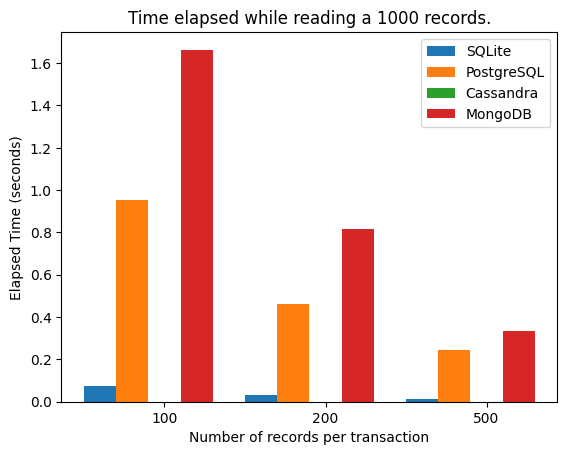 Time elapsed while reading a 1000 records.
SQLite
PostgreSQL
Cassandra
MongoDB
Elapsed Time (seconds)
1.6
1.4
1.2
1.0
0.8
0.6
0.4
0.2
0.0
100
200
500
Number of records per transaction